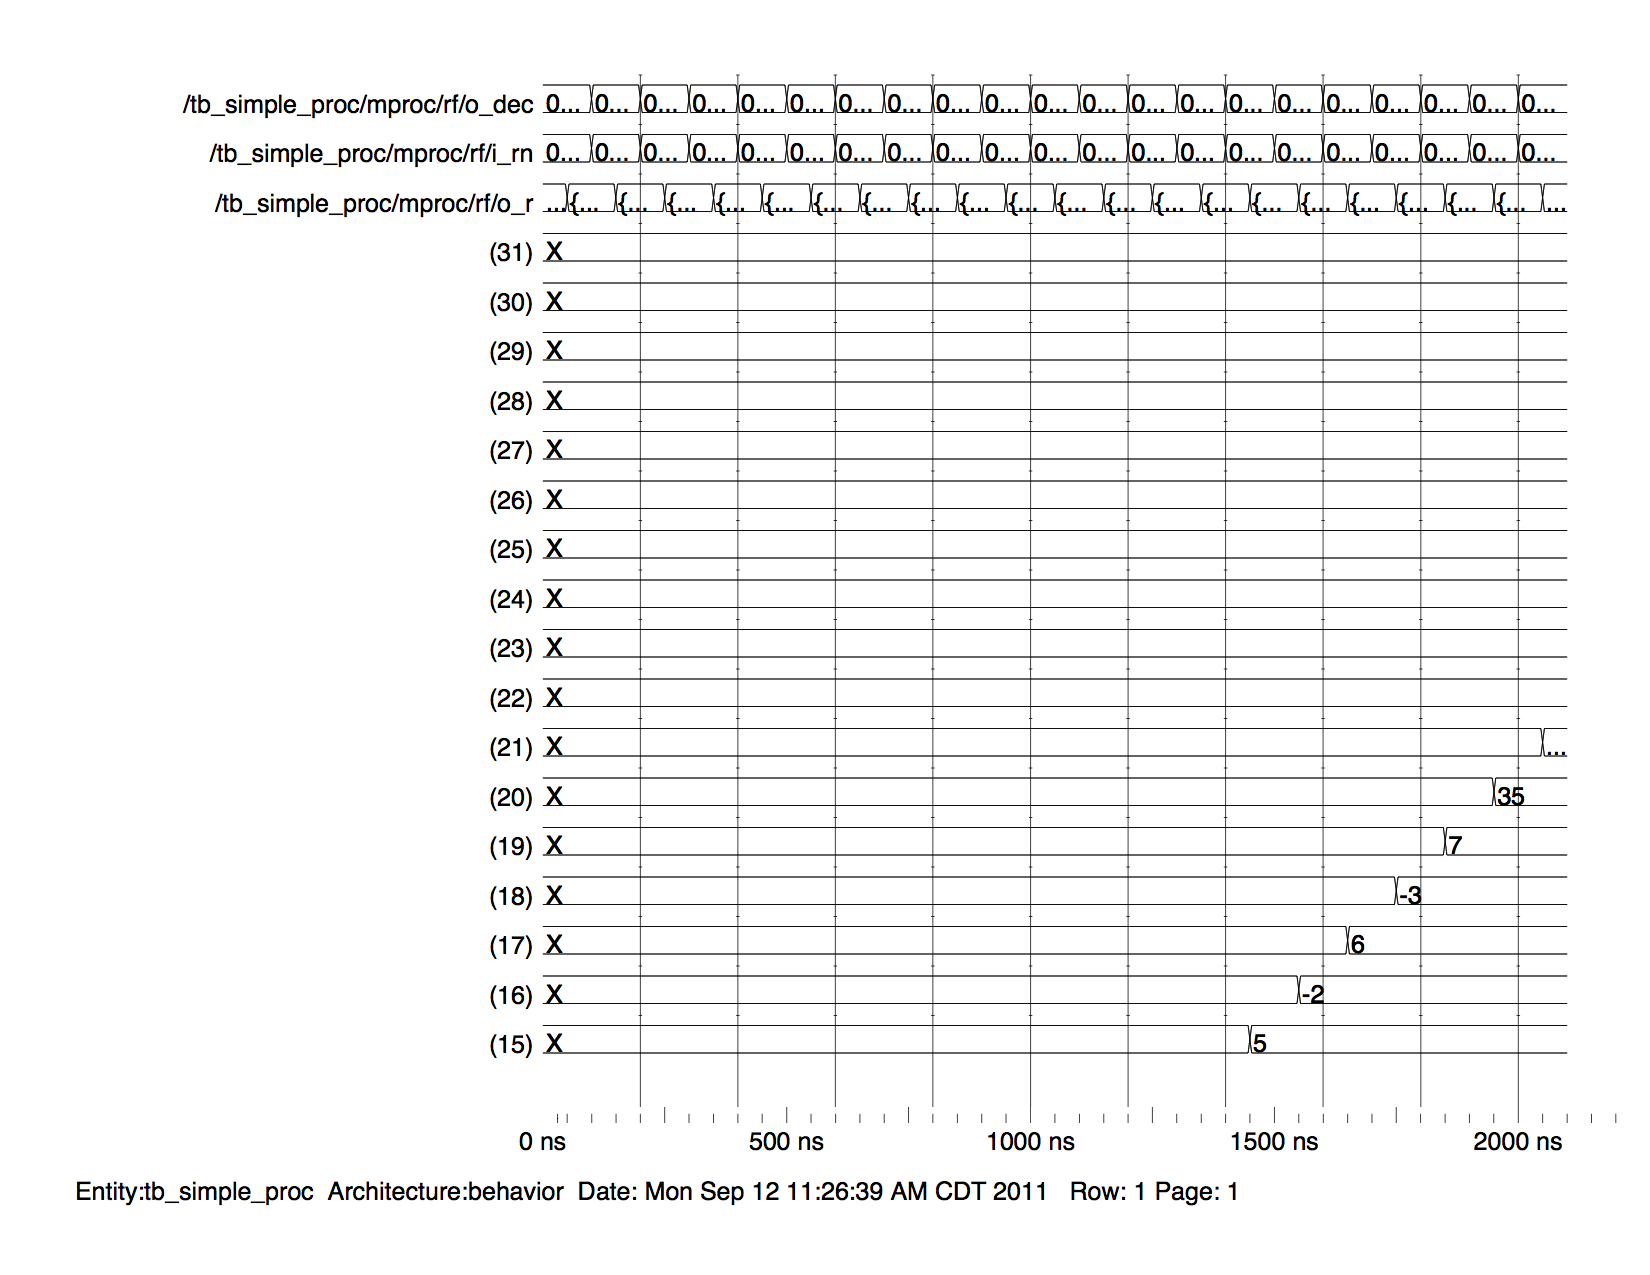 /tb_simple_proc/mproc/rf/o_dec 0... 0... 0... 0... 0... 0... 0... 0... 0... 0... 0... 0... 0... 0... 0... 0... 0... 0... 0... 0... 0...
/tb_simple_proc/mproc/rf/i_rn 0... 0... 0... 0... 0... 0... 0... 0... 0... 0... 0... 0... 0... 0... 0... 0... 0... 0... 0... 0... 0...
/tb_simple_proc/mproc/rf/o_r ... {... {... {... {... {... {... {... {... {... {... {... {... {... {... {... {... {... {... {... {... ...
(31) X
(30) X
(29) X
(28) X
(27) X
(26) X
(25) X
(24) X
(23) X
(22) X
(21) X ...
(20) X 35
(19) X 7
(18) X -3
(17) X 6
(16) X -2
(15) X 5
0 ns 500 ns 1000 ns 1500 ns 2000 ns
Entity:tb_simple_proc Architecture:behavior Date: Mon Sep 12 11:26:39 AM CDT 2011 Row: 1 Page: 1